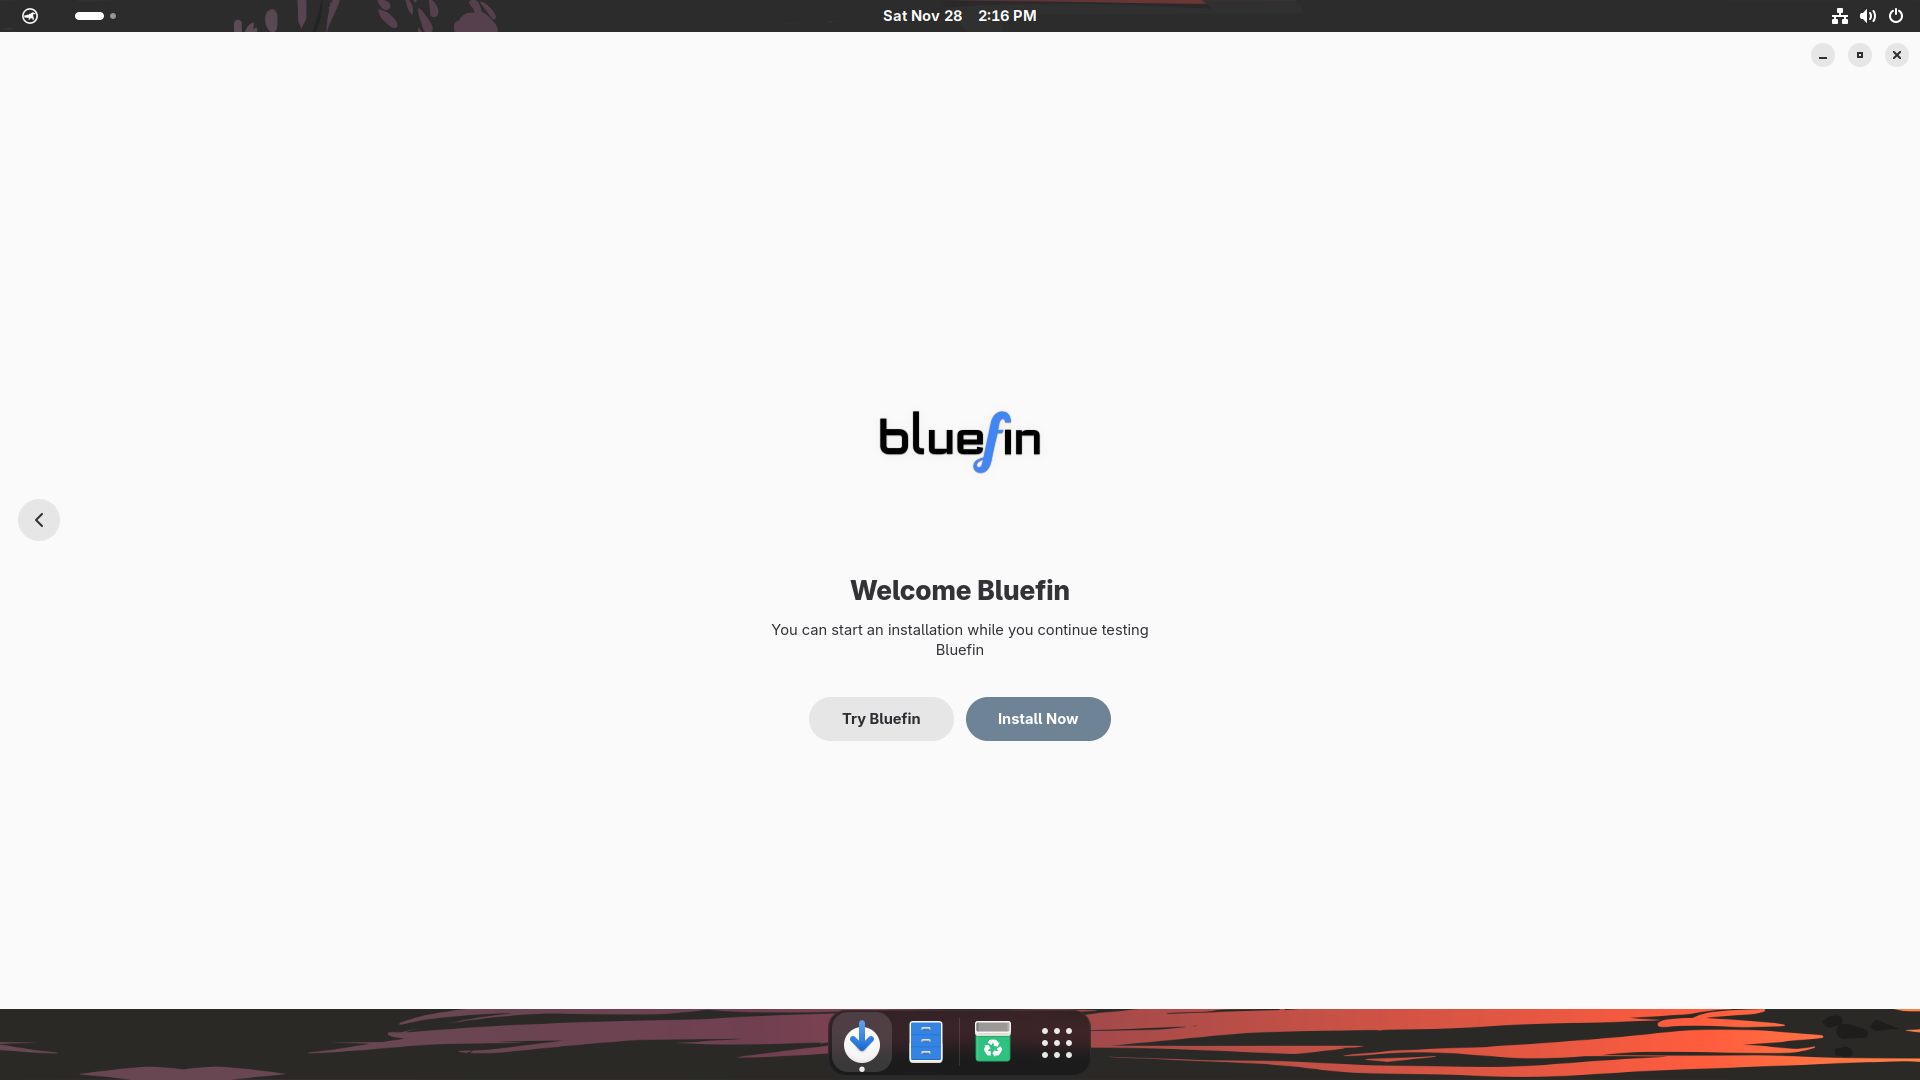 Sat Nov 28 2:16 PM
bluefin
Welcome Bluefin
You can start an installation while you continue testing
Bluefin
Try Bluefin
Install Now